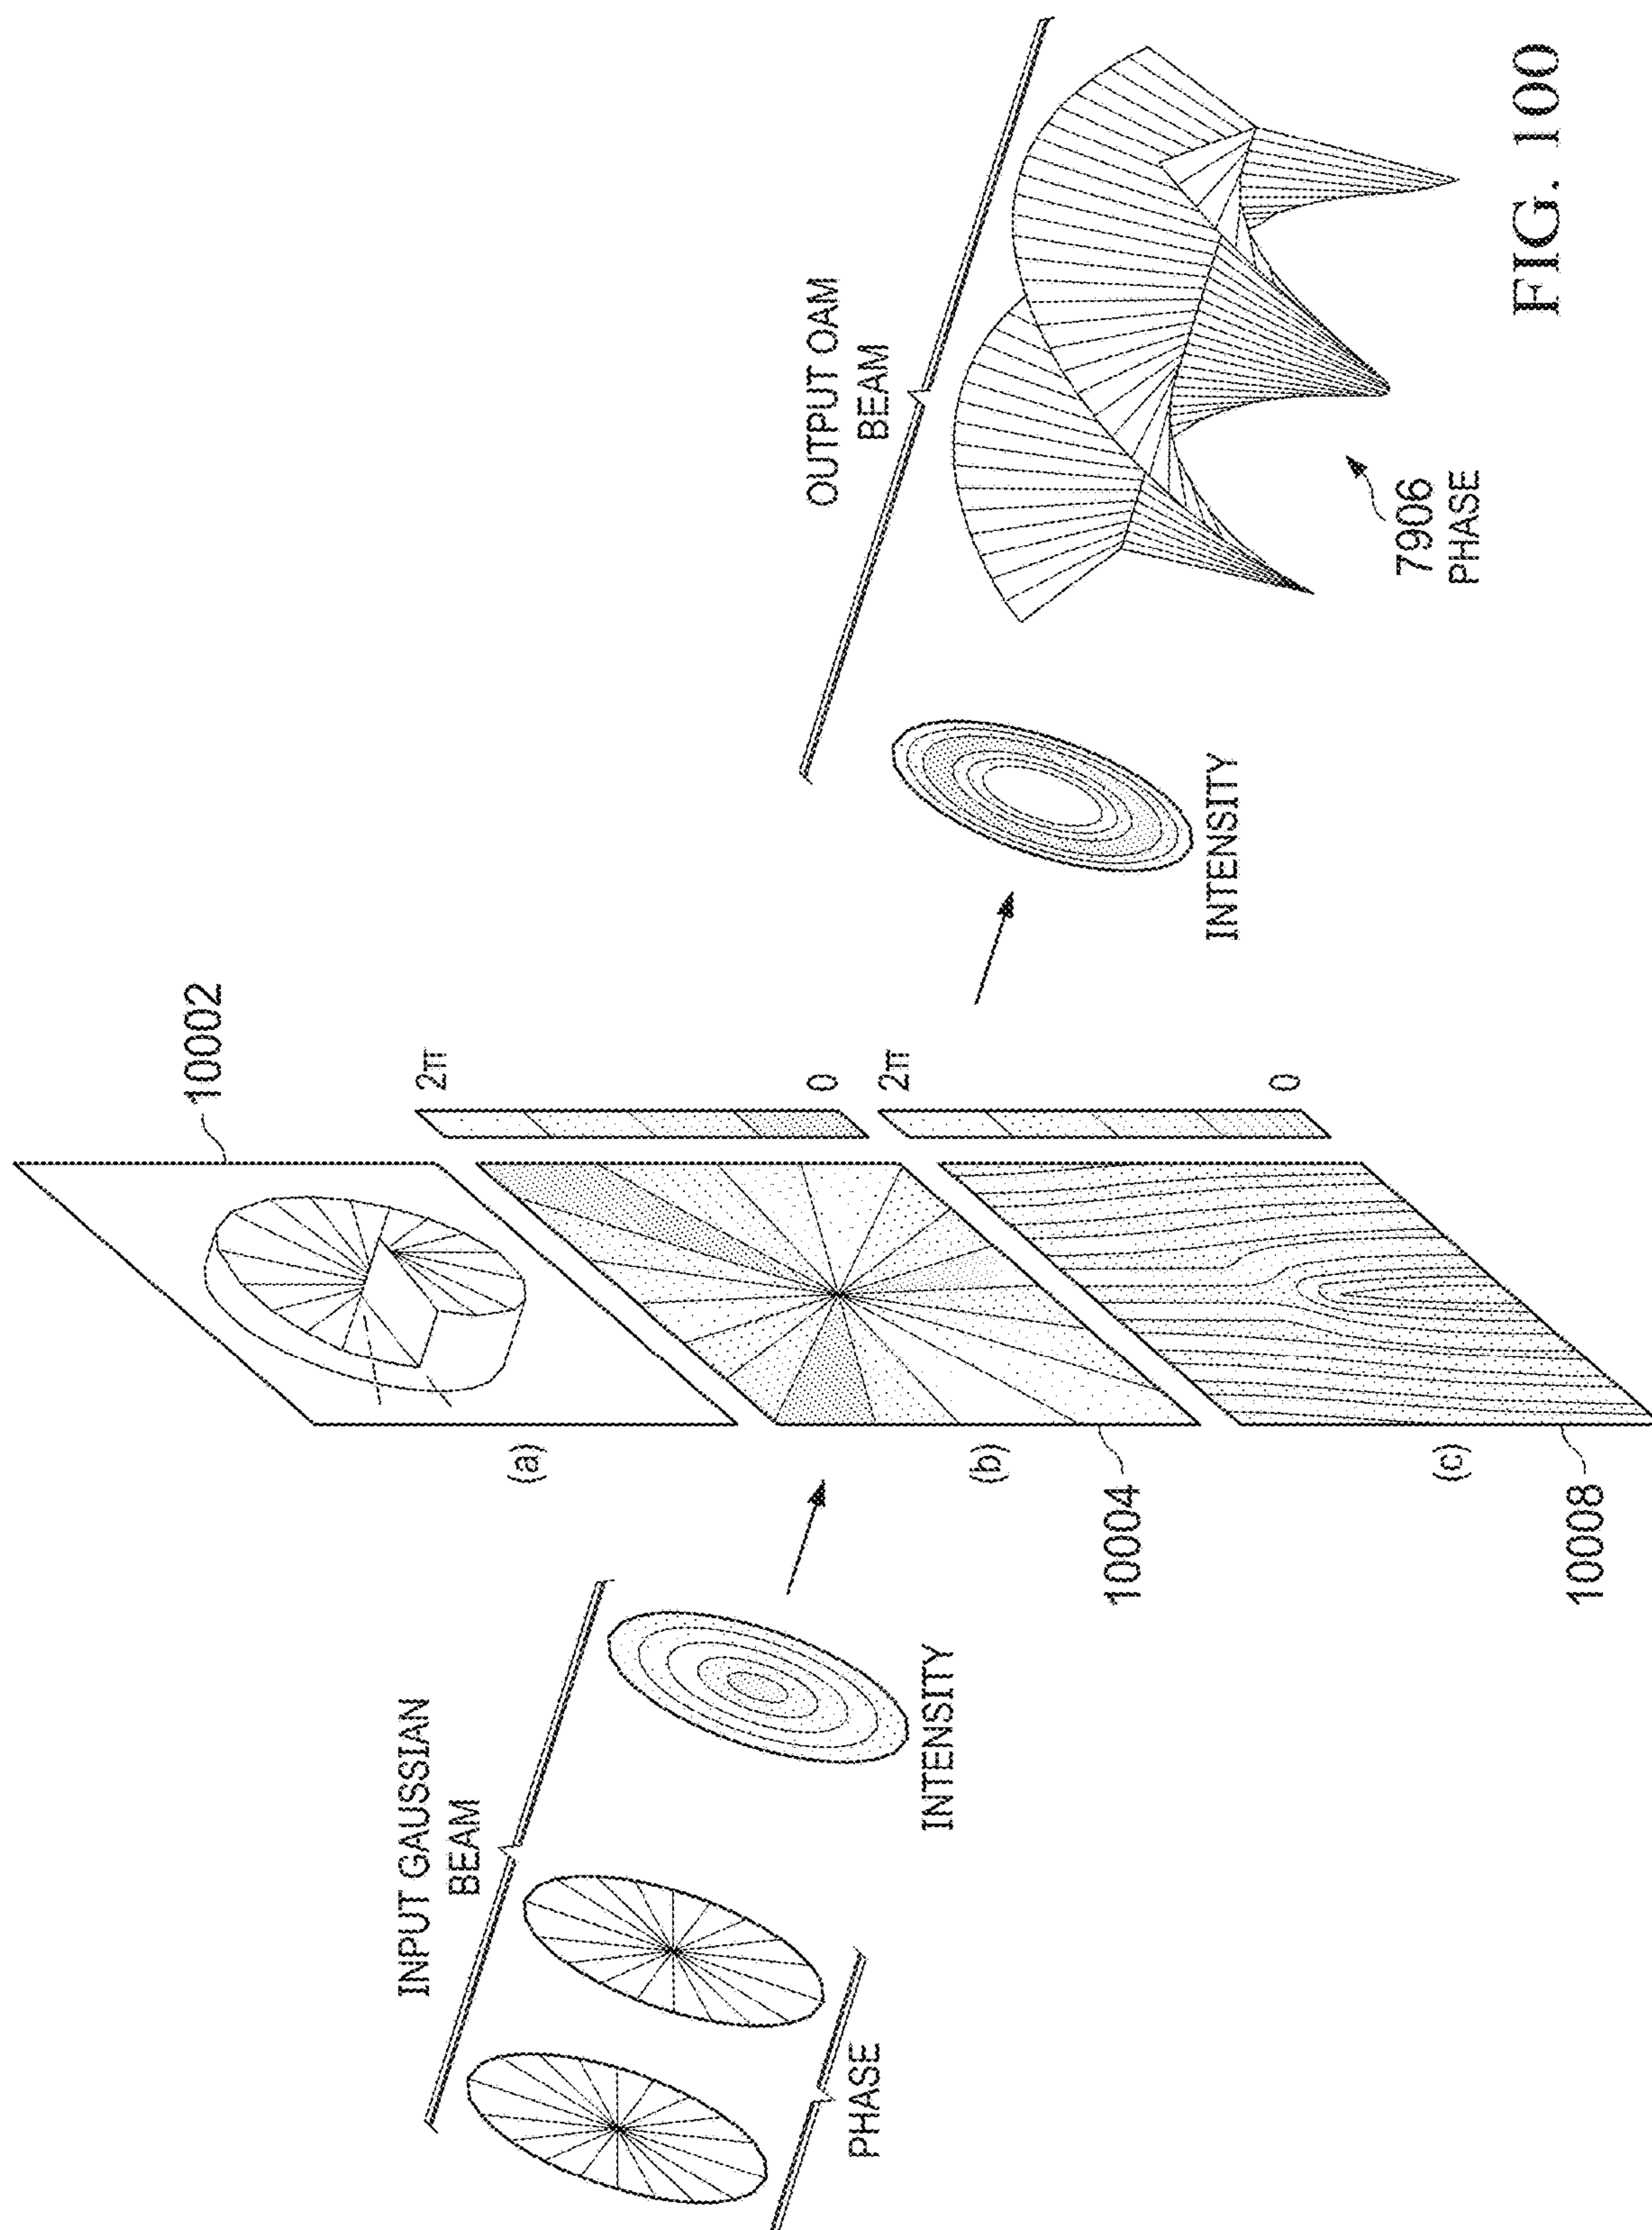 INPUT GAUSSIAN
BEAM
PHASE
INTENSITY
(a)
10002
2π
0
(b)
10004
2π
0
(c)
10008
OUTPUT OAM
BEAM
INTENSITY
7906
PHASE
FIG. 100